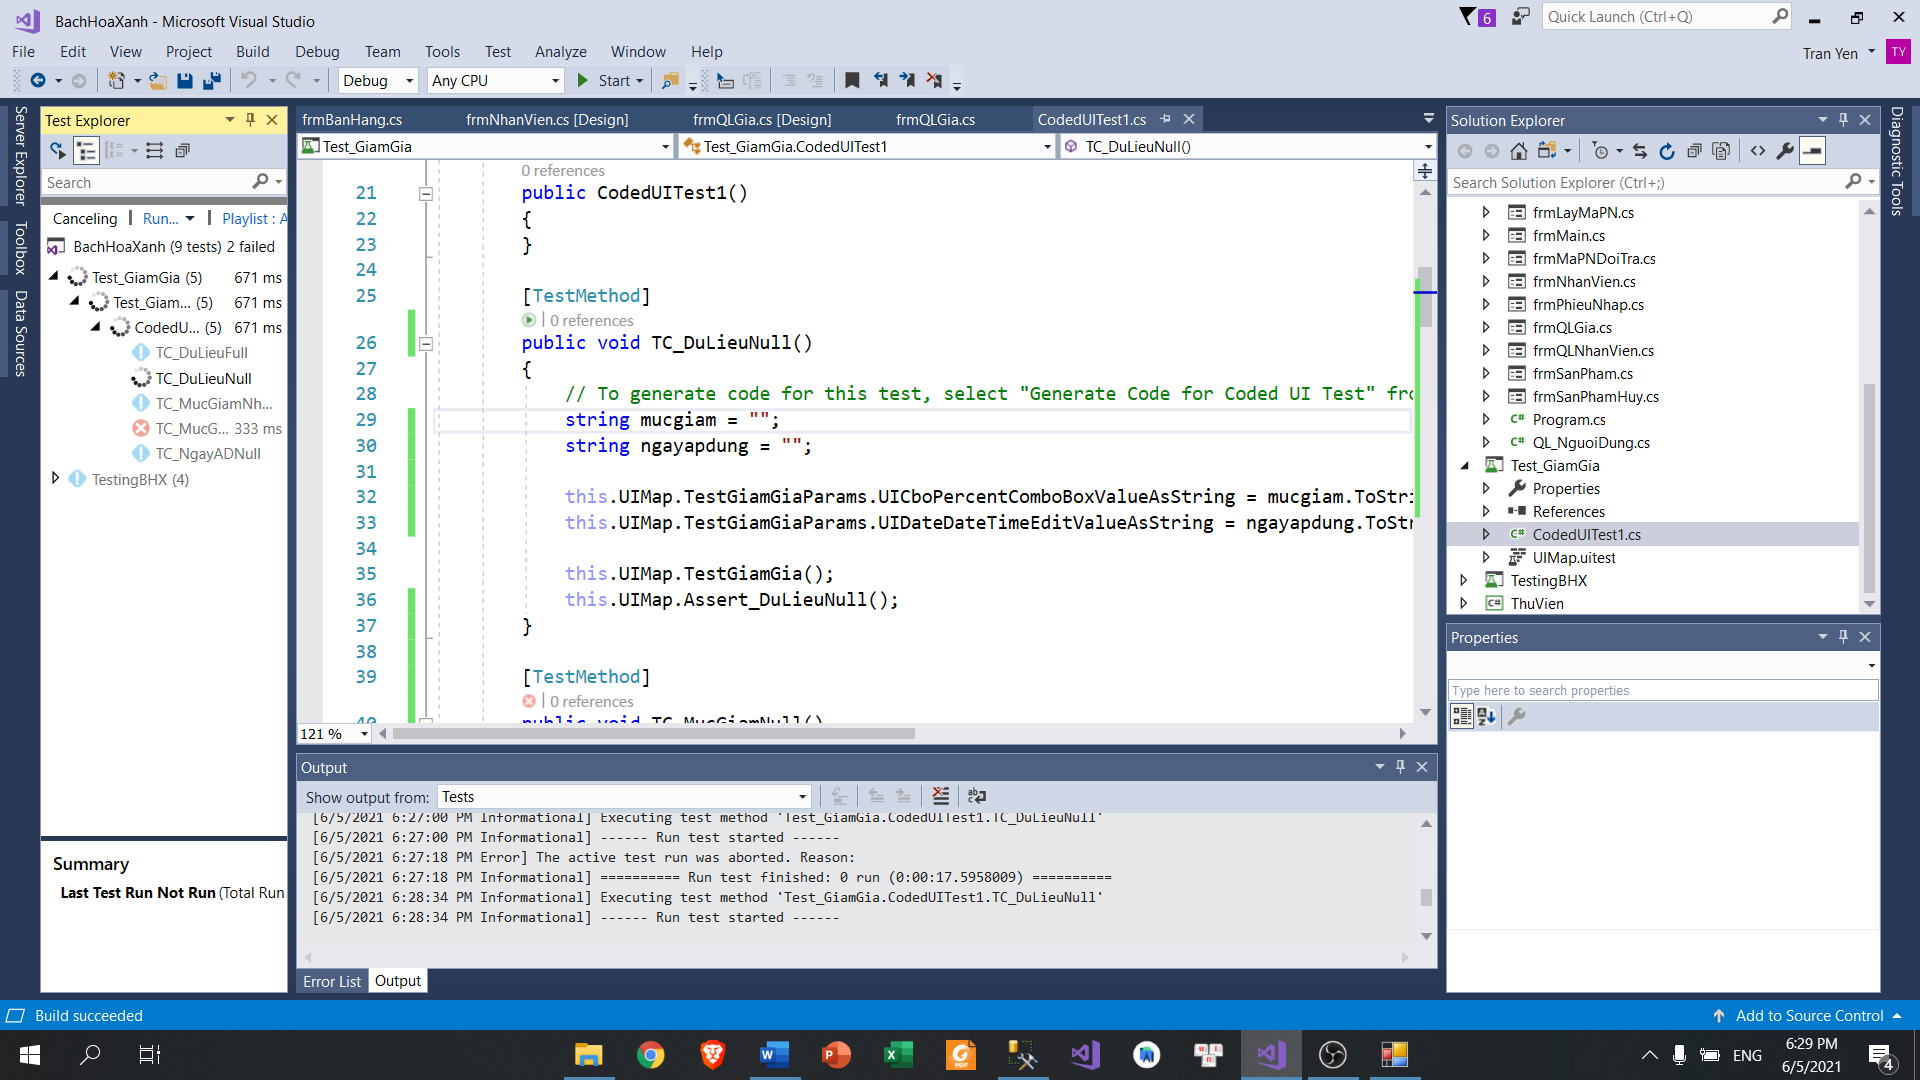 BachHoaXanh - Microsoft Visual Studio
6
Quick Launch (Ctrl+Q)
File Edit View Project Build Debug Team Tools Test Analyze Window Help
Tran Yen
TY
Debug
Any CPU
Start
Server Explorer
Toolbox
Data Sources
Test Explorer
Search
Canceling
Run...
Playlist : A
BachHoaXanh (9 tests) 2 failed
Test_GiamGia (5) 671 ms
Test_Giam... (5) 671 ms
CodedU... (5) 671 ms
TC_DuLieuFull
TC_DuLieuNull
TC_MucGiamNh...
TC_MucG... 333 ms
TC_NgayADNull
TestingBHX (4)
Summary
Last Test Run Not Run (Total Run
frmBanHang.cs
frmNhanVien.cs [Design]
frmQLGia.cs [Design]
frmQLGia.cs
CodedUITest1.cs
Test_GiamGia
Test_GiamGia.CodedUITest1
TC_DuLieuNull()
0 references
21 public CodedUITest1()
22 {
23 }
24
25 [TestMethod]
0 references
26 public void TC_DuLieuNull()
27 {
28 // To generate code for this test, select "Generate Code for Coded UI Test" fro
29 string mucgiam = "";
30 string ngayapdung = "";
31
32 this.UIMap.TestGiamGiaParams.UICboPercentComboBoxValueAsString = mucgiam.ToStri
33 this.UIMap.TestGiamGiaParams.UIDateDateTimeEditValueAsString = ngayapdung.ToStr
34
35 this.UIMap.TestGiamGia();
36 this.UIMap.Assert_DuLieuNull();
37 }
38
39 [TestMethod]
0 references
40 public void TC_MucGiamNull()
121 %
Output
Show output from: Tests
[6/5/2021 6:27:00 PM Informational] Executing test method 'Test_GiamGia.CodedUITest1.TC_DuLieuNull'
[6/5/2021 6:27:00 PM Informational] ------ Run test started ------
[6/5/2021 6:27:18 PM Error] The active test run was aborted. Reason:
[6/5/2021 6:27:18 PM Informational] ========== Run test finished: 0 run (0:00:17.5958009) ==========
[6/5/2021 6:28:34 PM Informational] Executing test method 'Test_GiamGia.CodedUITest1.TC_DuLieuNull'
[6/5/2021 6:28:34 PM Informational] ------ Run test started ------
Error List
Output
Solution Explorer
Search Solution Explorer (Ctrl+;)
frmLayMaPN.cs
frmMain.cs
frmMaPNDoiTra.cs
frmNhanVien.cs
frmPhieuNhap.cs
frmQLGia.cs
frmQLNhanVien.cs
frmSanPham.cs
frmSanPhamHuy.cs
C# Program.cs
C# QL_NguoiDung.cs
Test_GiamGia
Properties
References
C# CodedUITest1.cs
UIMap.uitest
TestingBHX
C# ThuVien
Properties
Type here to search properties
Diagnostic Tools
Build succeeded
Add to Source Control
ENG
6:29 PM
6/5/2021
4